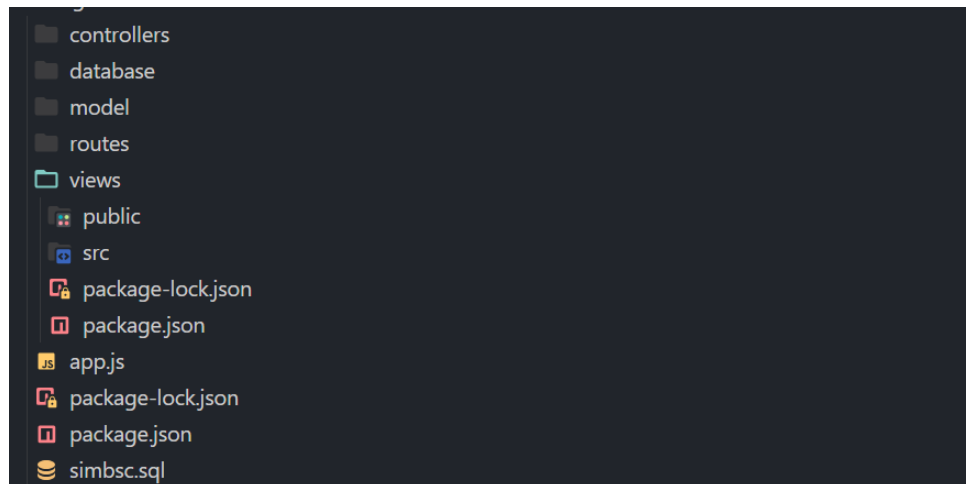 controllers
database
model
routes
views
public
src
package-lock.json
package.json
JS app.js
package-lock.json
package.json
simbsc.sql